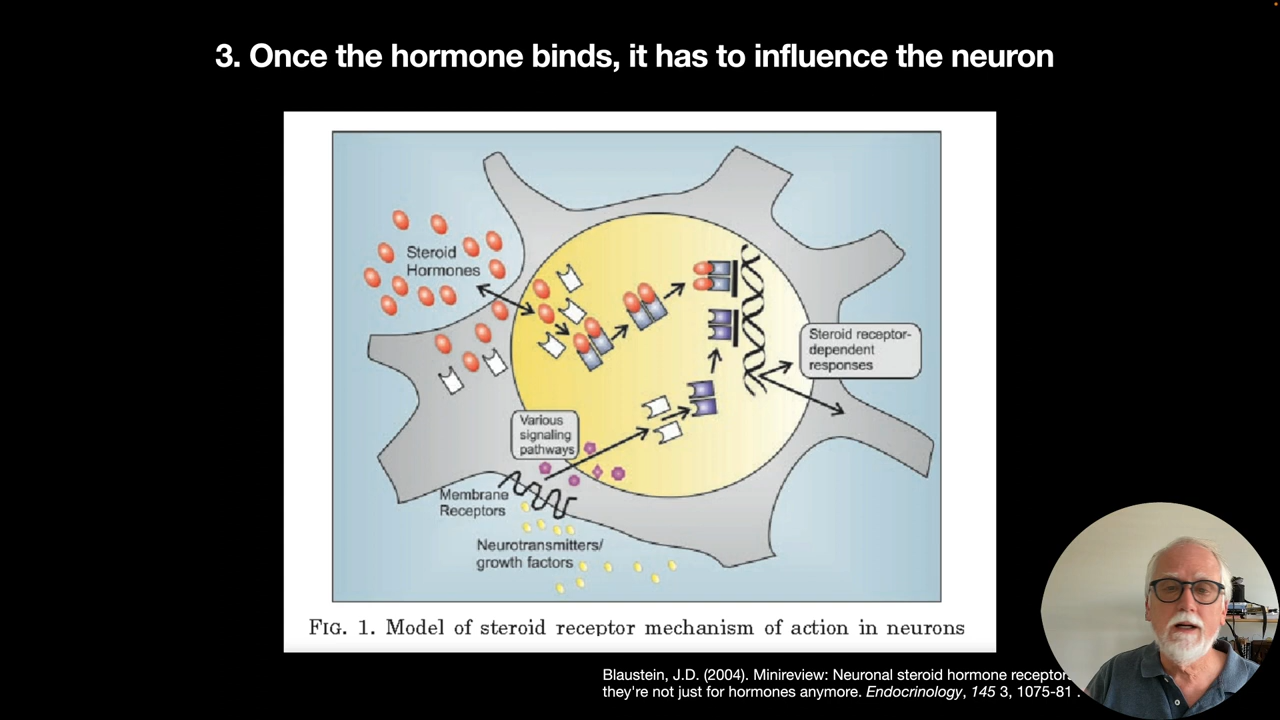 3. Once the hormone binds, it has to influence the neuron
Steroid
Hormones
Steroid receptor-
dependent
responses
Various
signaling
pathways
Membrane
Receptors
Neurotransmitters/
growth factors
FIG. 1. Model of steroid receptor mechanism of action in neurons
Blaustein, J.D. (2004). Minireview: Neuronal steroid hormone receptors
they're not just for hormones anymore. Endocrinology, 145 3, 1075-81 .